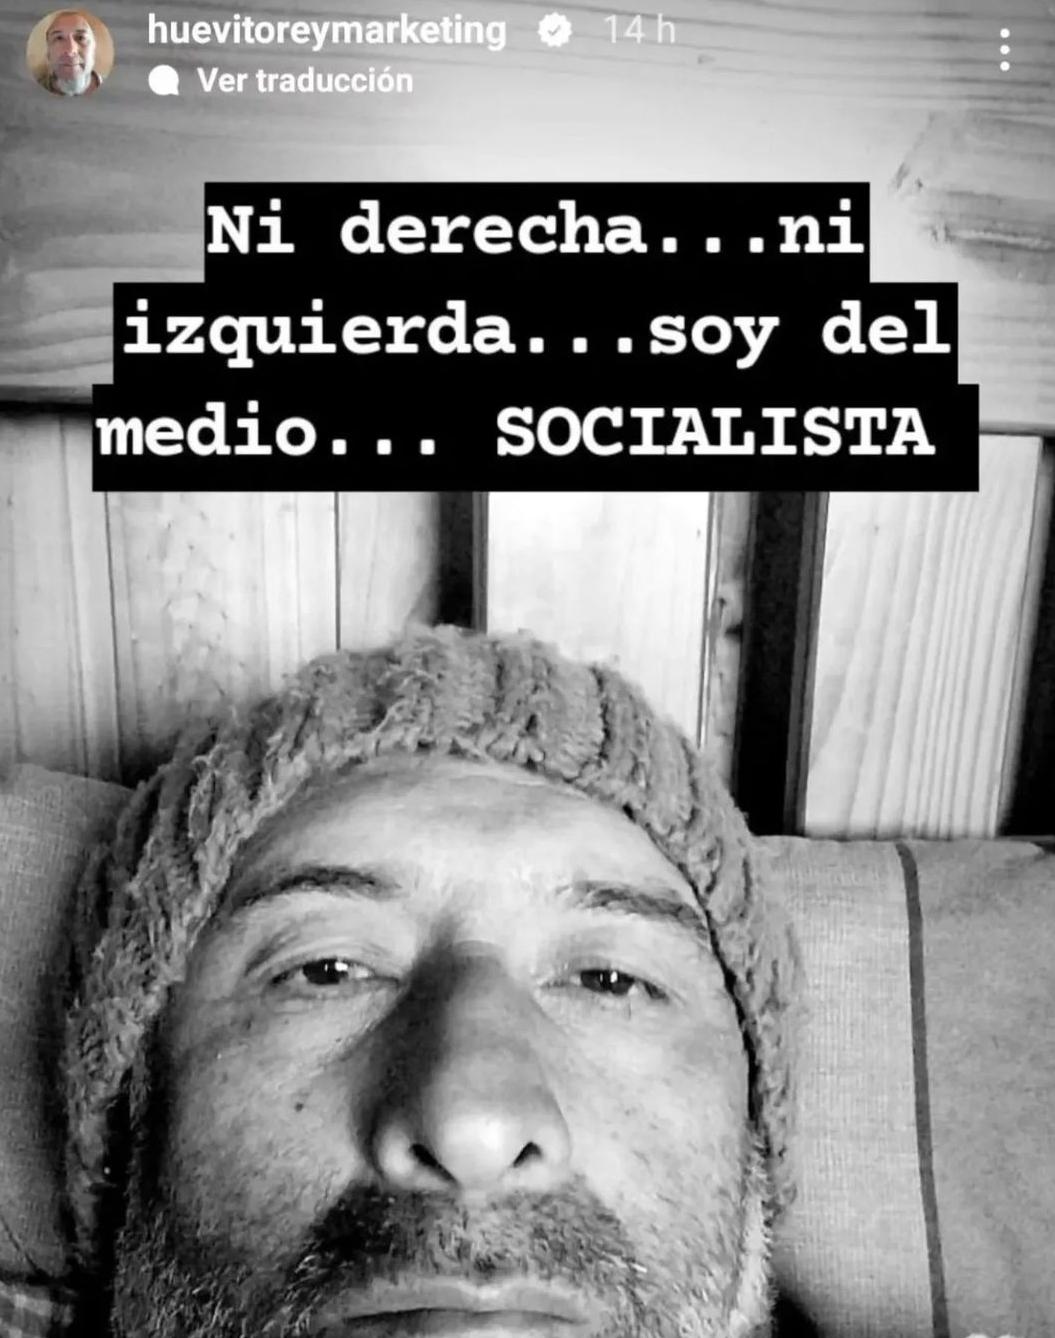 huevitoreymarketing 14 h
Ver traducción
Ni derecha...ni
izquierda...soy del
medio... SOCIALISTA